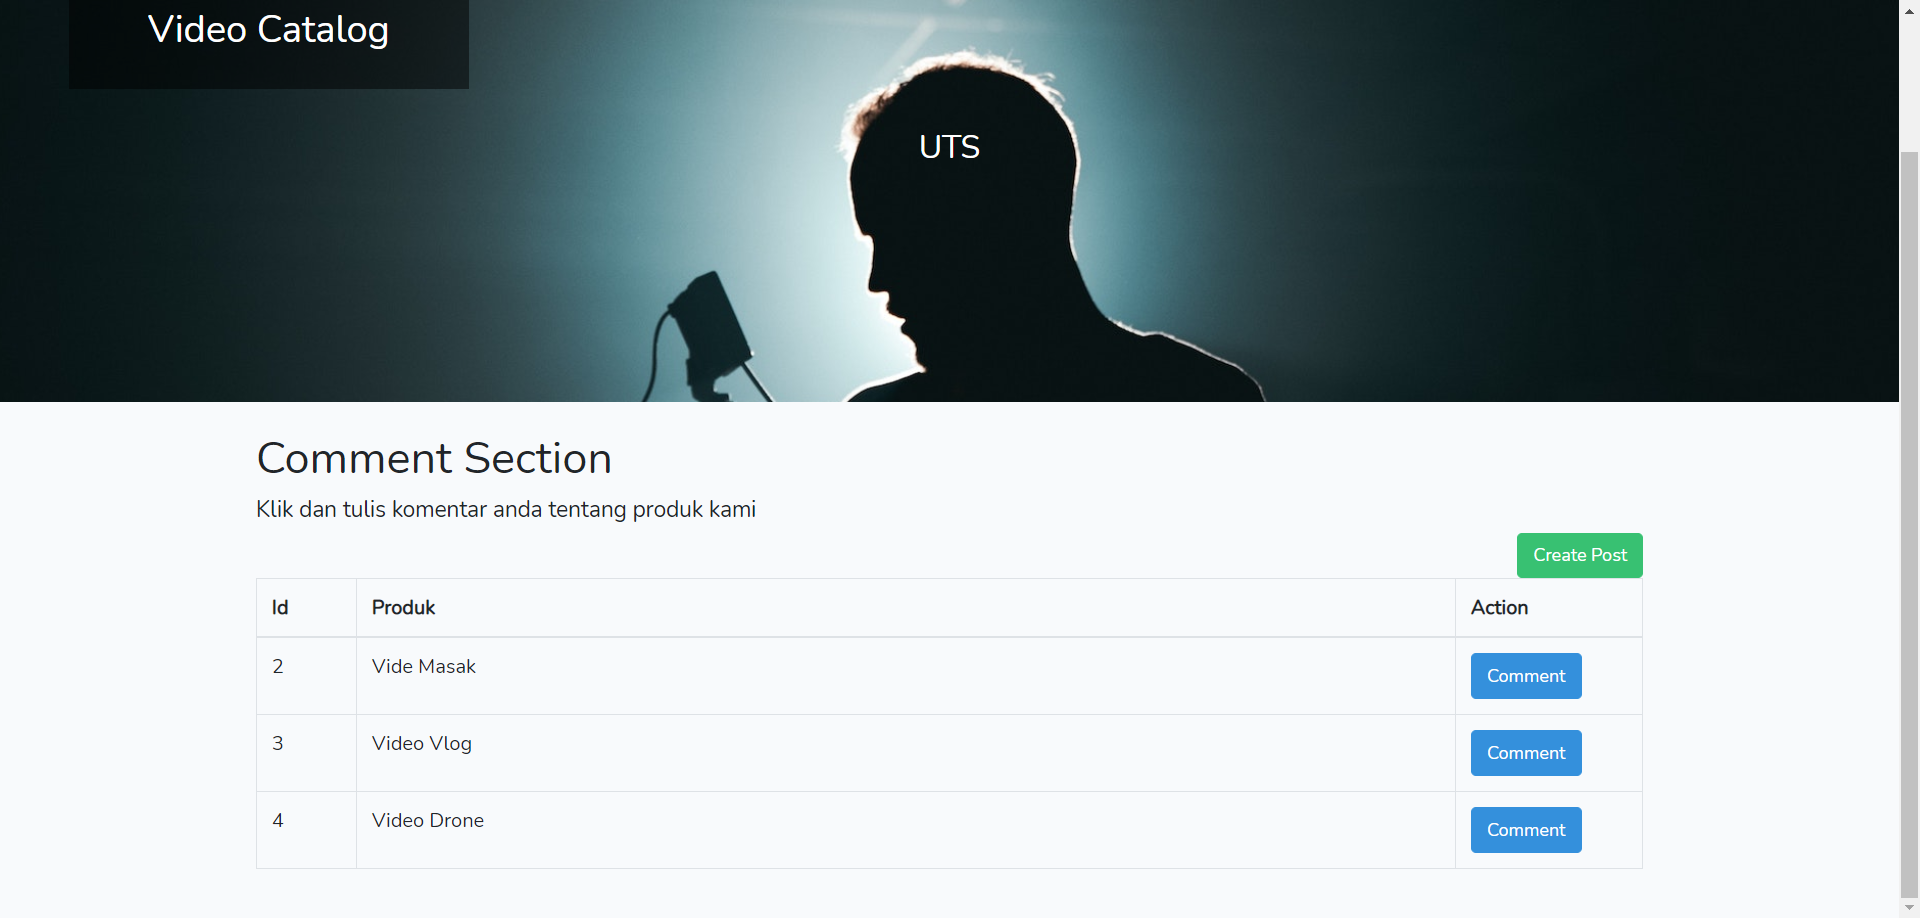 Video Catalog
UTS
Comment Section
Klik dan tulis komentar anda tentang produk kami
Create Post
Id Produk Action
2 Vide Masak Comment
3 Video Vlog Comment
4 Video Drone Comment